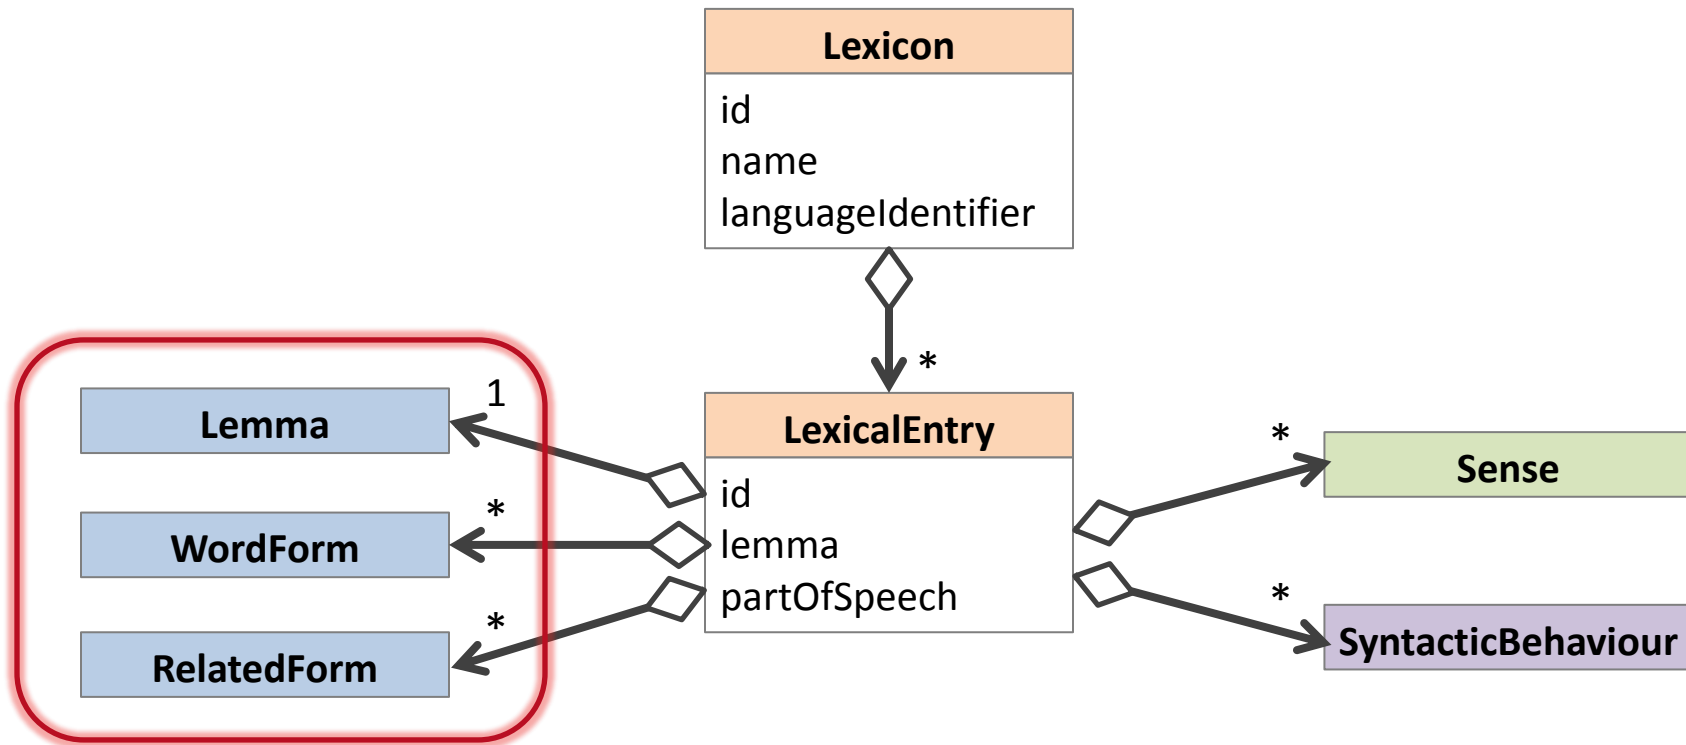 Lexicon
id
name
languageIdentifier
*
1
Lemma
LexicalEntry
*
Sense
id
*
WordForm
lemma
partOfSpeech
*
*
RelatedForm
SyntacticBehaviour